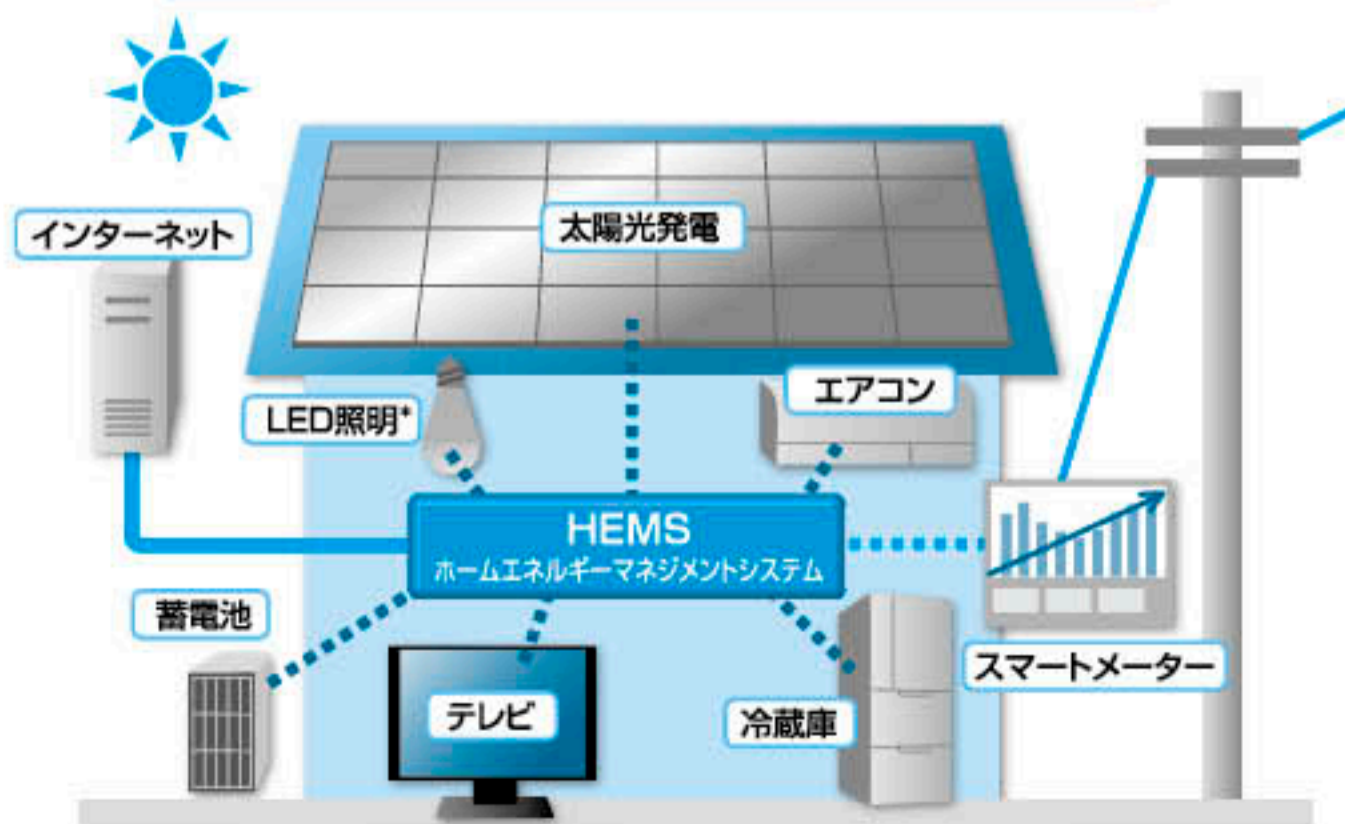 インターネット
太陽光発電
LED照明*
エアコン
HEMS
ホームエネルギーマネジメントシステム
蓄電池
テレビ
冷蔵庫
スマートメーター